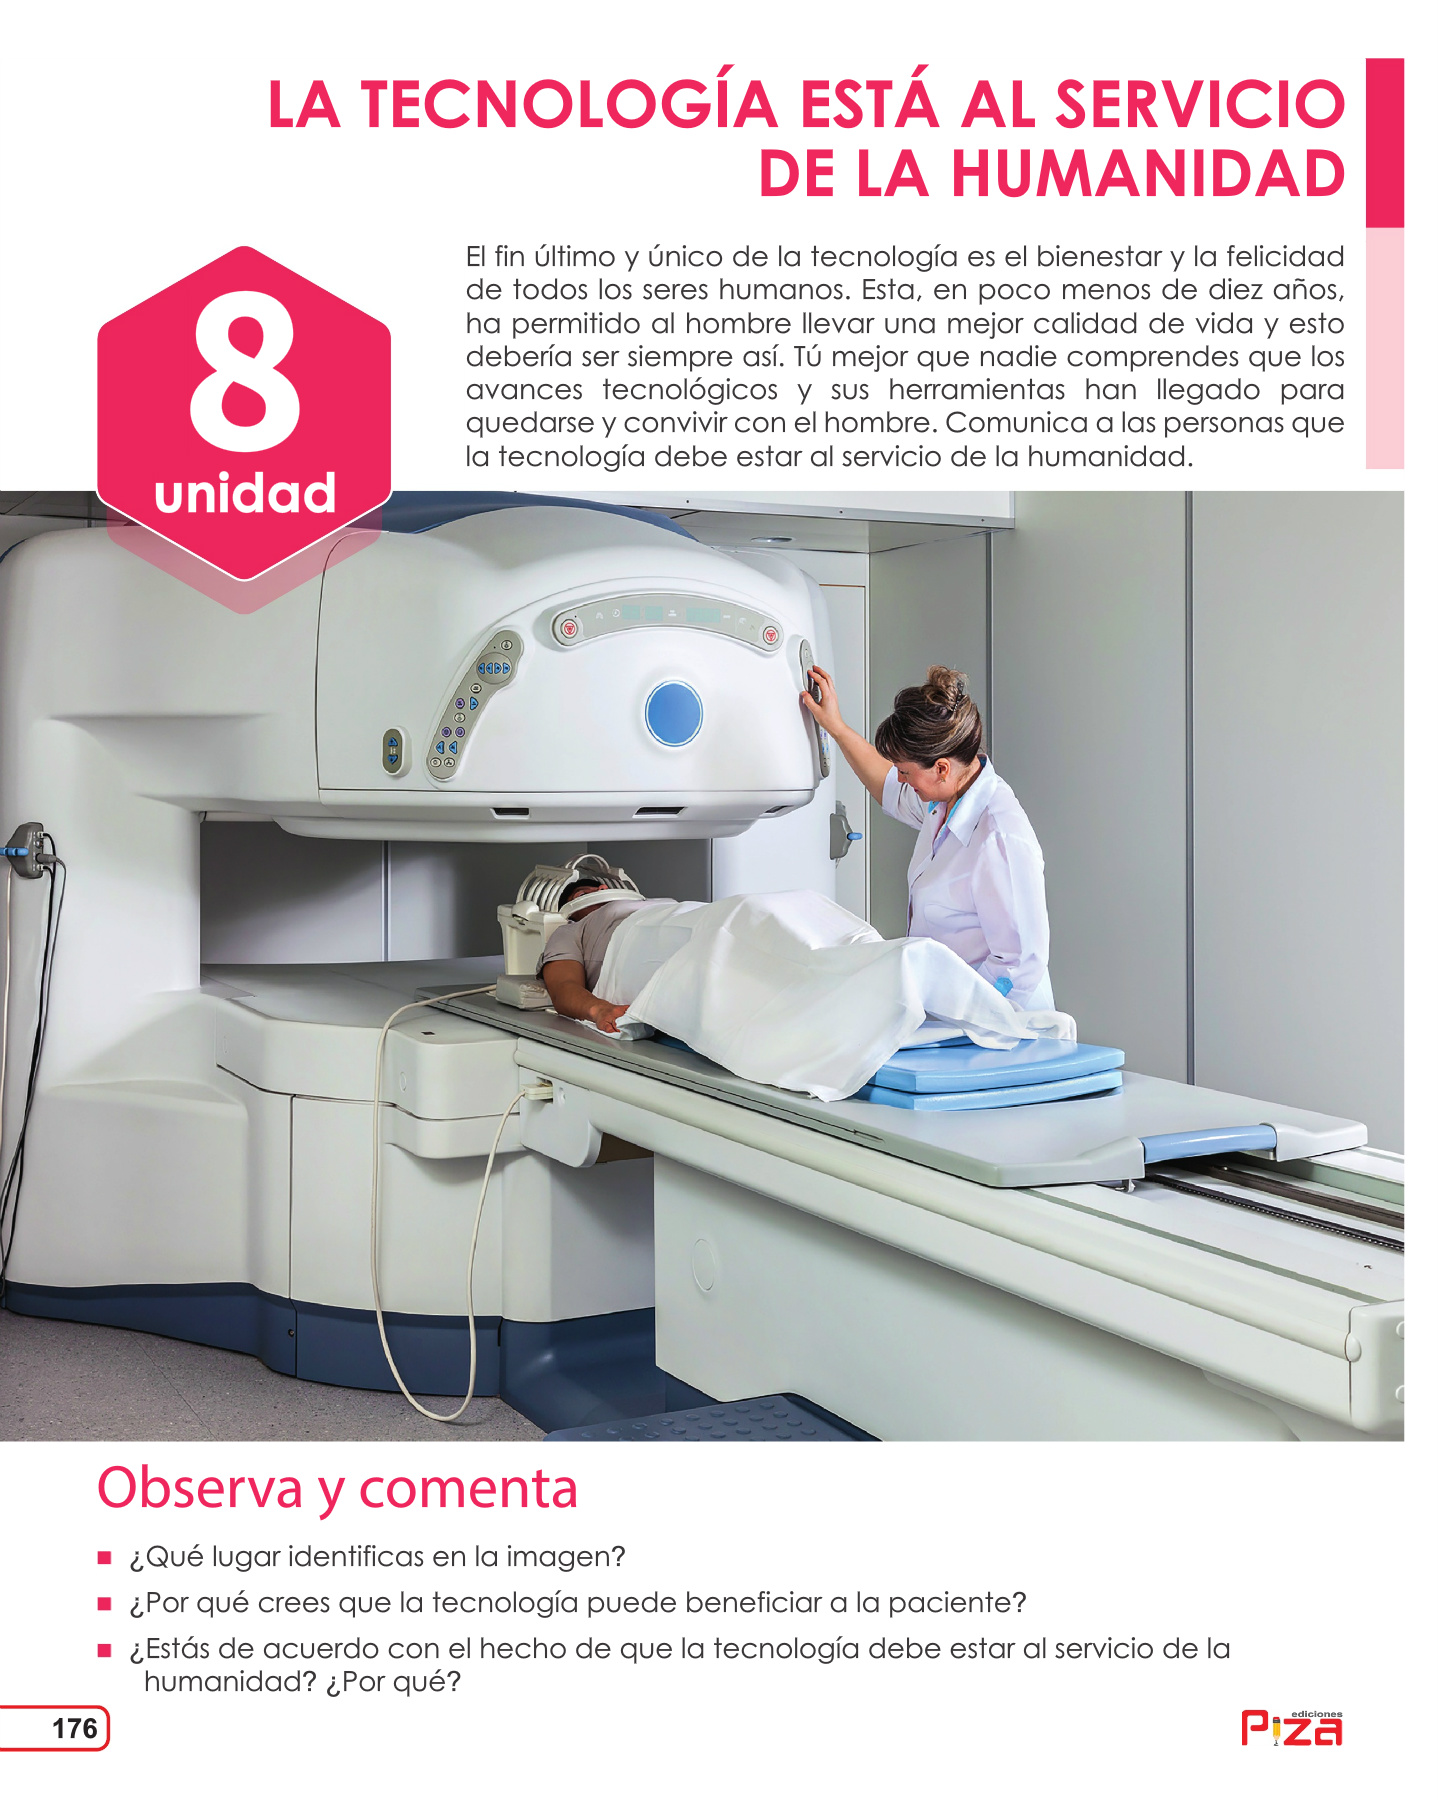 LA TECNOLOGÍA ESTÁ AL SERVICIO
DE LA HUMANIDAD
8
unidad
El fin último y único de la tecnología es el bienestar y la felicidad
de todos los seres humanos. Esta, en poco menos de diez años,
ha permitido al hombre llevar una mejor calidad de vida y esto
debería ser siempre así. Tú mejor que nadie comprendes que los
avances tecnológicos y sus herramientas han llegado para
quedarse y convivir con el hombre. Comunica a las personas que
la tecnología debe estar al servicio de la humanidad.
Observa y comenta
■ ¿Qué lugar identificas en la imagen?
■ ¿Por qué crees que la tecnología puede beneficiar a la paciente?
■ ¿Estás de acuerdo con el hecho de que la tecnología debe estar al servicio de la
humanidad? ¿Por qué?
176
ediciones
Piza